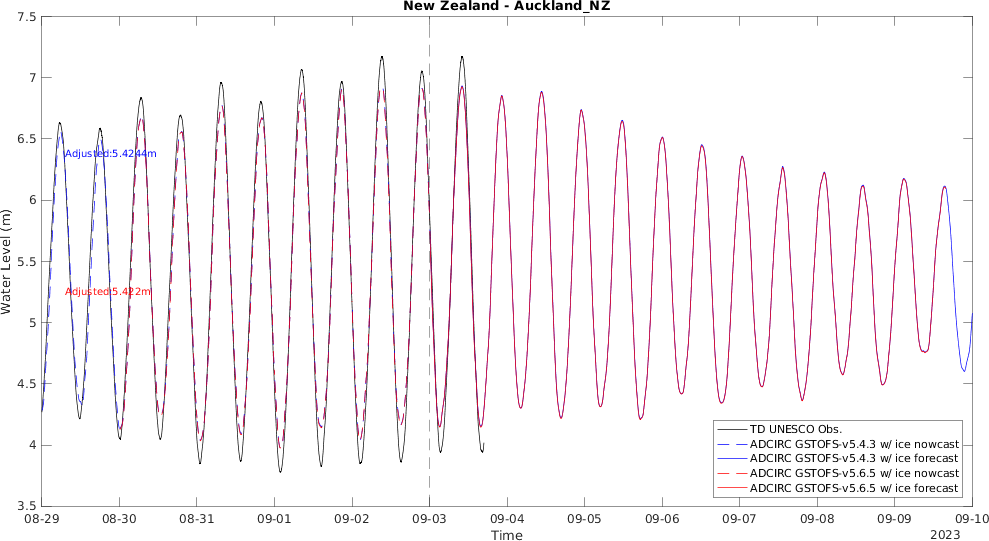 New Zealand - Auckland_NZ
7.5
7
6.5
6
5.5
5
4.5
4
3.5
Water Level (m)
Adjusted:5.4244m
Adjusted:5.422m
TD UNESCO Obs.
ADCIRC GSTOFS-v5.4.3 w/ ice nowcast
ADCIRC GSTOFS-v5.4.3 w/ ice forecast
ADCIRC GSTOFS-v5.6.5 w/ ice nowcast
ADCIRC GSTOFS-v5.6.5 w/ ice forecast
08-29 08-30 08-31 09-01 09-02 09-03 09-04 09-05 09-06 09-07 09-08 09-09 09-10
Time
2023